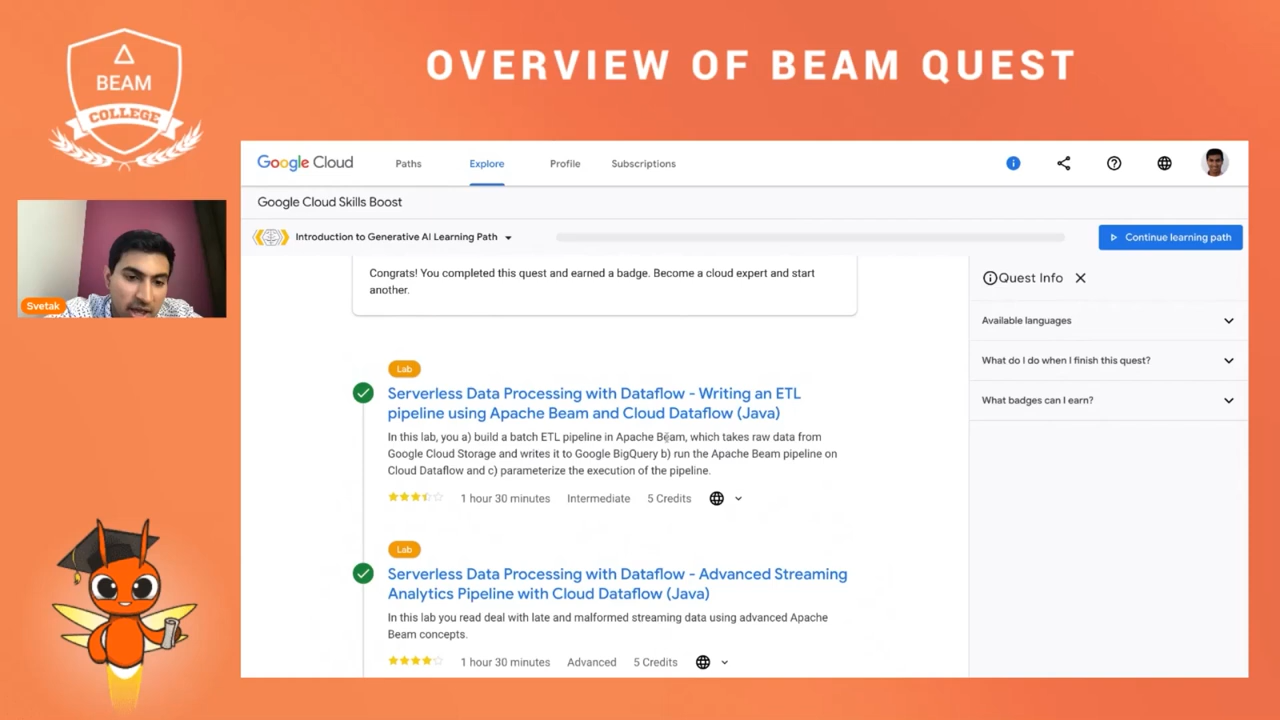 BEAM
COLLEGE
OVERVIEW OF BEAM QUEST
Svetak
Google Cloud
Paths
Explore
Profile
Subscriptions
Google Cloud Skills Boost
Introduction to Generative AI Learning Path
Continue learning path
Congrats! You completed this quest and earned a badge. Become a cloud expert and start
another.
Lab
Serverless Data Processing with Dataflow - Writing an ETL
pipeline using Apache Beam and Cloud Dataflow (Java)
In this lab, you a) build a batch ETL pipeline in Apache Beam, which takes raw data from
Google Cloud Storage and writes it to Google BigQuery b) run the Apache Beam pipeline on
Cloud Dataflow and c) parameterize the execution of the pipeline.
1 hour 30 minutes
Intermediate
5 Credits
Lab
Serverless Data Processing with Dataflow - Advanced Streaming
Analytics Pipeline with Cloud Dataflow (Java)
In this lab you read deal with late and malformed streaming data using advanced Apache
Beam concepts.
1 hour 30 minutes
Advanced
5 Credits
Quest Info
Available languages
What do I do when I finish this quest?
What badges can I earn?